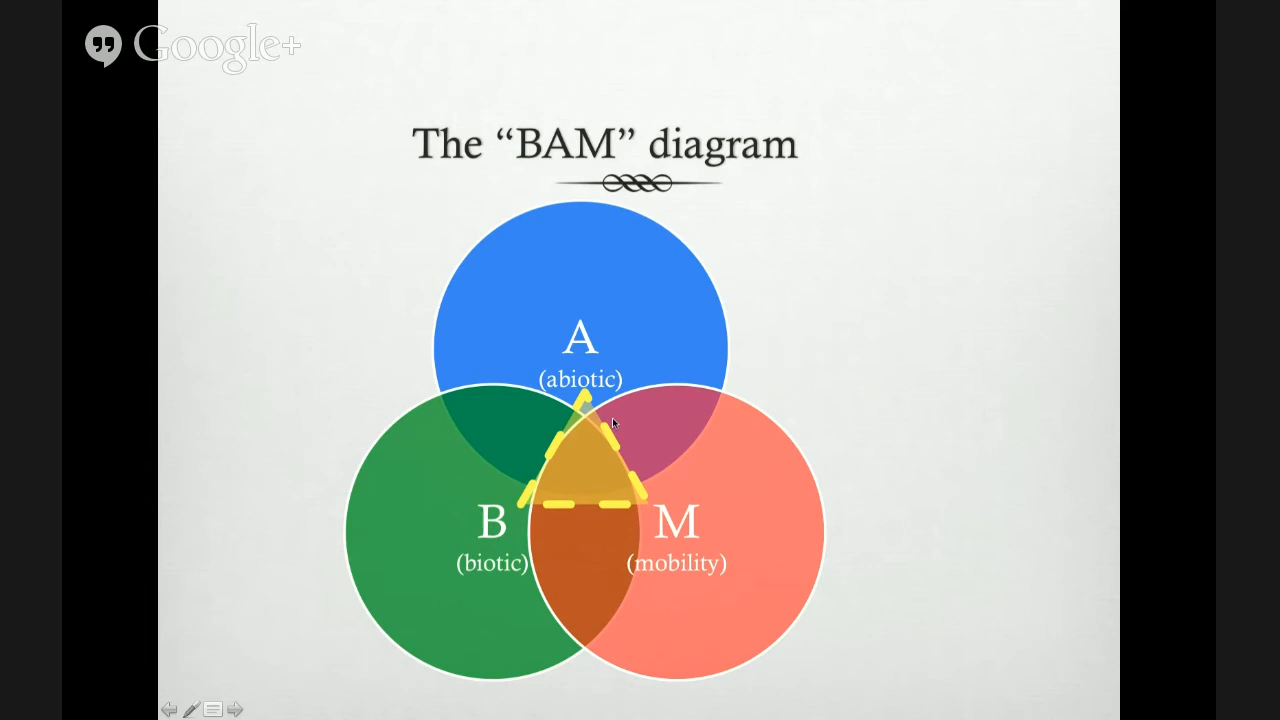 Google+
The “BAM” diagram
A
(abiotic)
B
(biotic)
M
(mobility)